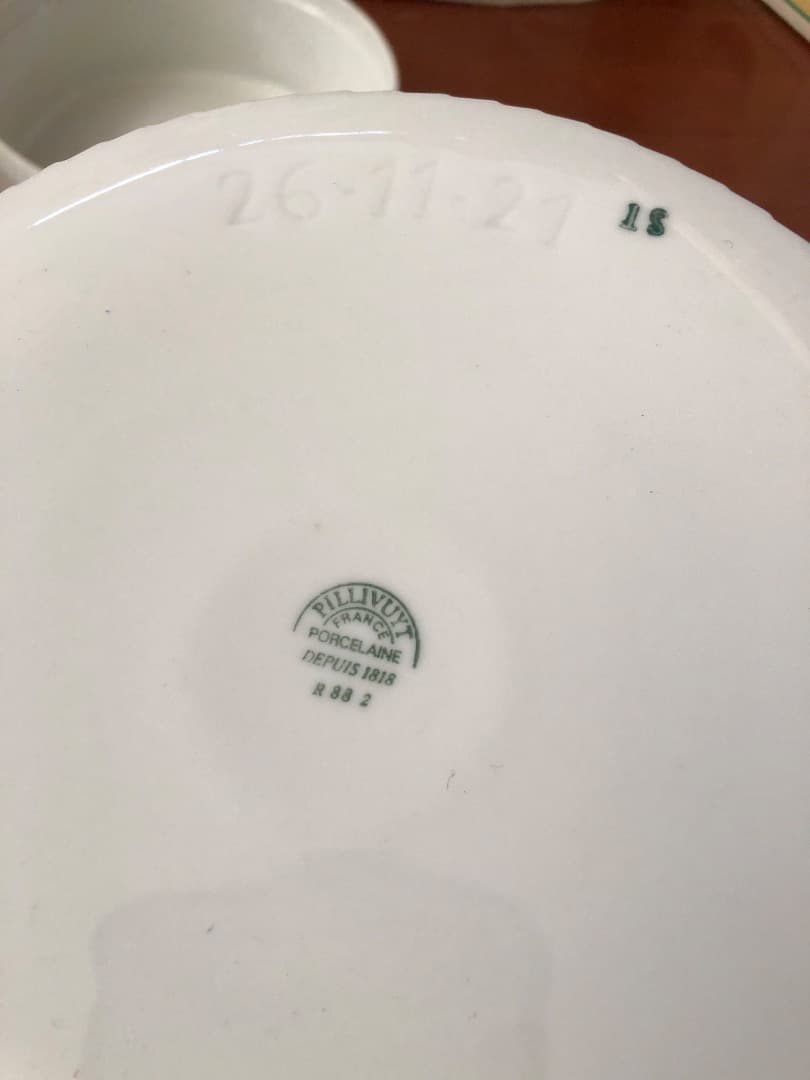 26-11-21
1S
PILLIVUYT
FRANCE
PORCELAINE
DEPUIS 1818
R 88 2